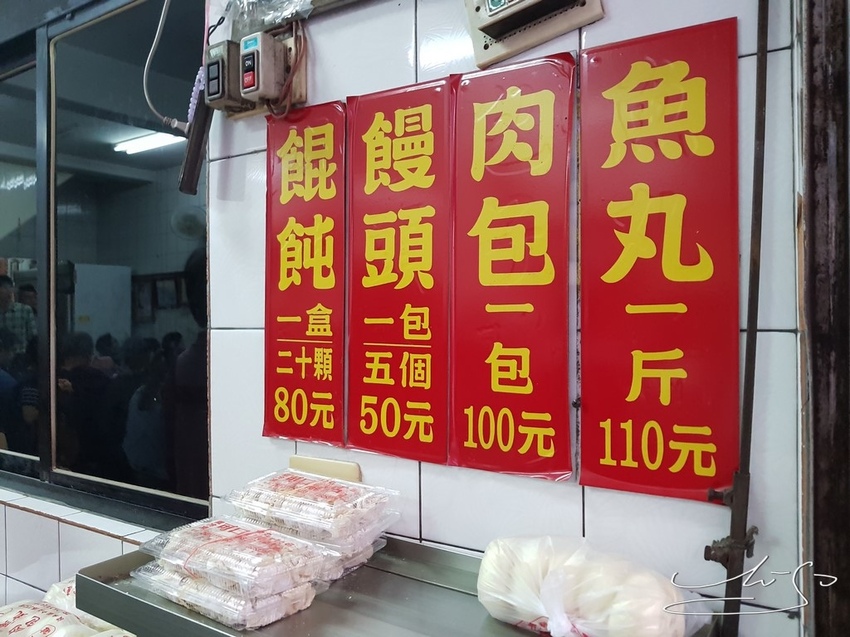 魚丸
一斤
110元
肉包
一包
100元
饅頭
一包
五個
50元
餛飩
一盒
二十顆
80元